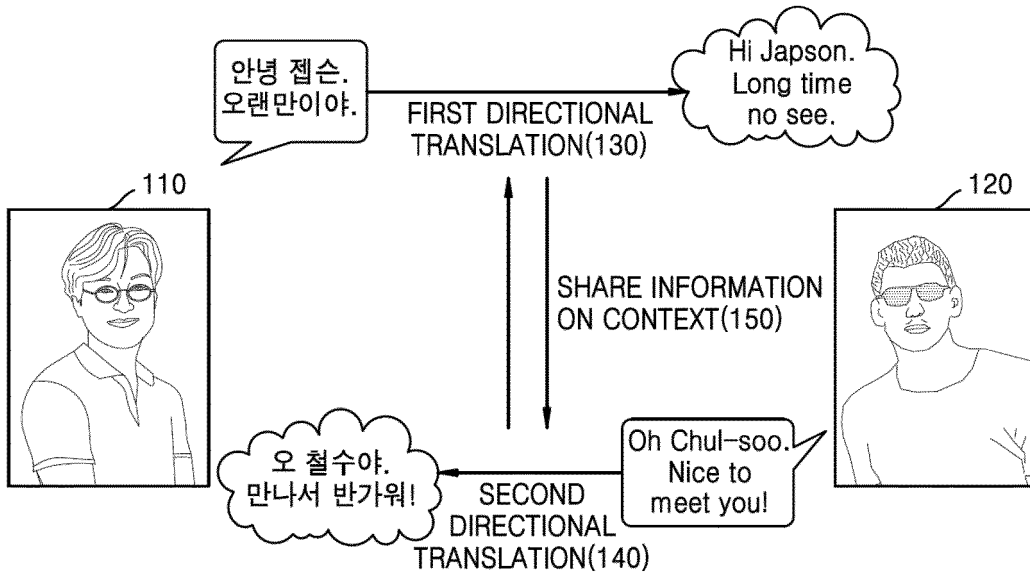 안녕 젭슨.
오랜만이야.
FIRST DIRECTIONAL
TRANSLATION(130)
Hi Japson.
Long time
no see.
110
120
SHARE INFORMATION
ON CONTEXT(150)
오 철수야.
만나서 반가워!
SECOND
DIRECTIONAL
TRANSLATION(140)
Oh Chul-soo.
Nice to
meet you!